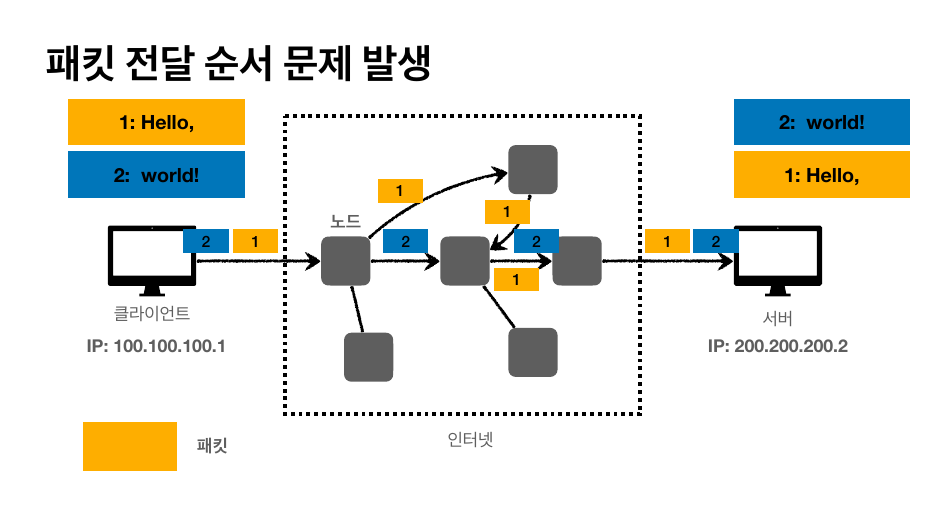 패킷 전달 순서 문제 발생
1: Hello,
2: world!
2: world!
1: Hello,
1
1
노드
2
1
2
2
1
1
2
클라이언트
IP: 100.100.100.1
서버
IP: 200.200.200.2
인터넷
패킷